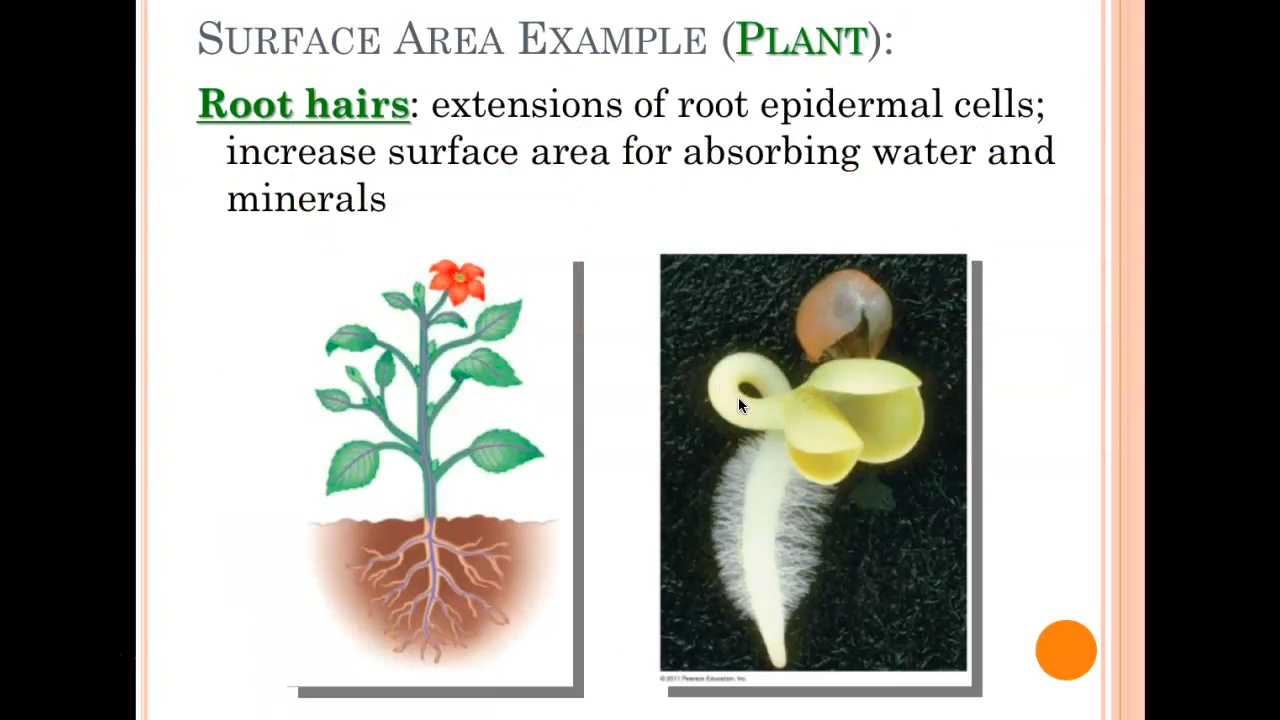 SURFACE AREA EXAMPLE (PLANT):
Root hairs: extensions of root epidermal cells;
increase surface area for absorbing water and
minerals
©2011 Pearson Education, Inc.